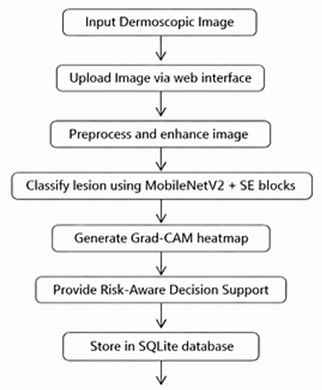 Input Dermoscopic Image
Upload Image via web interface
Preprocess and enhance image
Classify lesion using MobileNetV2 + SE blocks
Generate Grad-CAM heatmap
Provide Risk-Aware Decision Support
Store in SQLite database